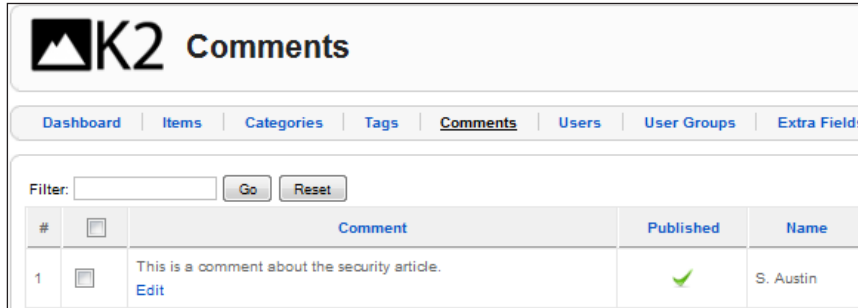 K2 Comments
Dashboard Items Categories Tags Comments Users User Groups Extra Fields
Filter: Go Reset
# Comment Published Name
1 This is a comment about the security article. S. Austin
Edit